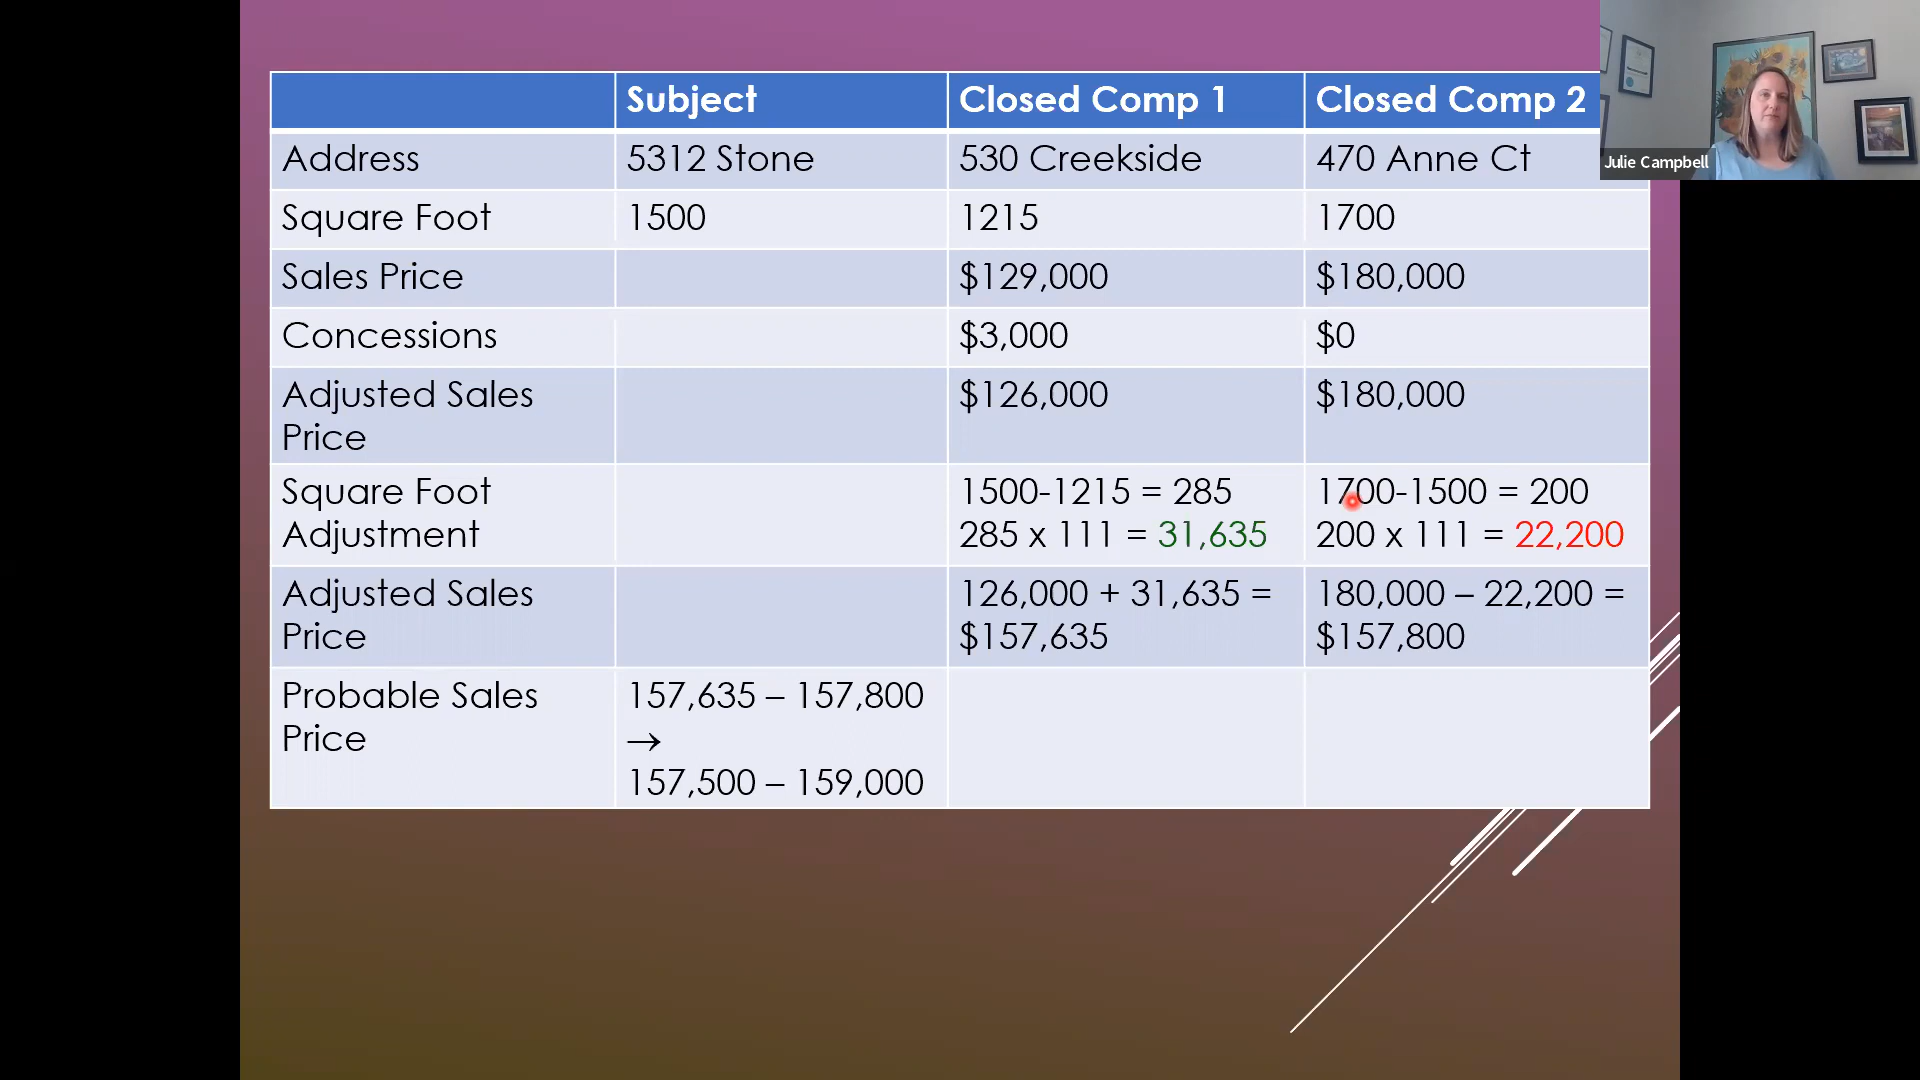 Subject Closed Comp 1 Closed Comp 2
Julie Campbell
Address 5312 Stone 530 Creekside 470 Anne Ct
Square Foot 1500 1215 1700
Sales Price $129,000 $180,000
Concessions $3,000 $0
Adjusted Sales Price $126,000 $180,000
Square Foot Adjustment 1500-1215 = 285 1700-1500 = 200
285 x 111 = 31,635 200 x 111 = 22,200
Adjusted Sales Price 126,000 + 31,635 = 180,000 – 22,200 =
$157,635 $157,800
Probable Sales Price 157,635 – 157,800
→
157,500 – 159,000